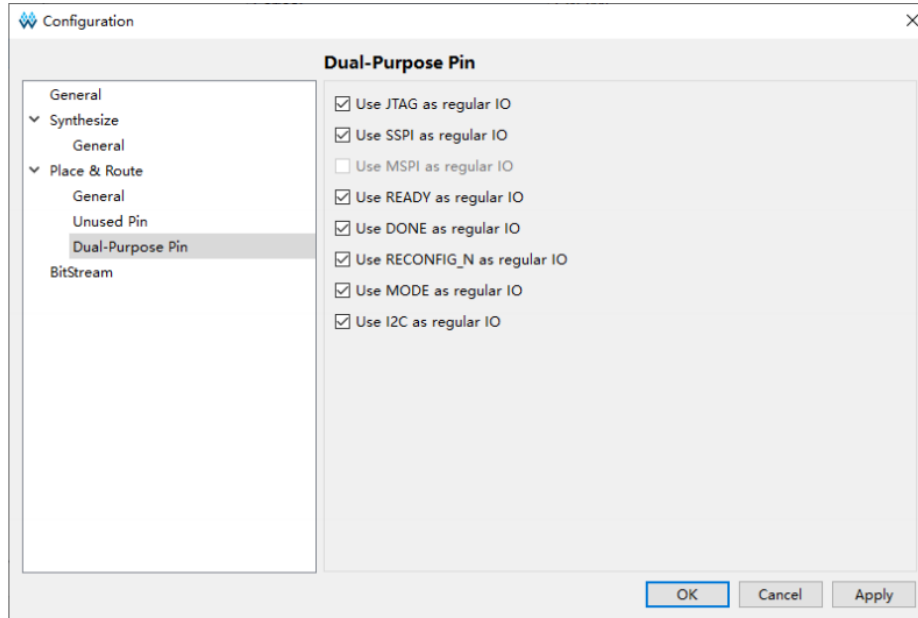 Configuration
Dual-Purpose Pin
General
Synthesize
General
Place & Route
General
Unused Pin
Dual-Purpose Pin
BitStream
Use JTAG as regular IO
Use SSPI as regular IO
Use MSPI as regular IO
Use READY as regular IO
Use DONE as regular IO
Use RECONFIG_N as regular IO
Use MODE as regular IO
Use I2C as regular IO
OK Cancel Apply